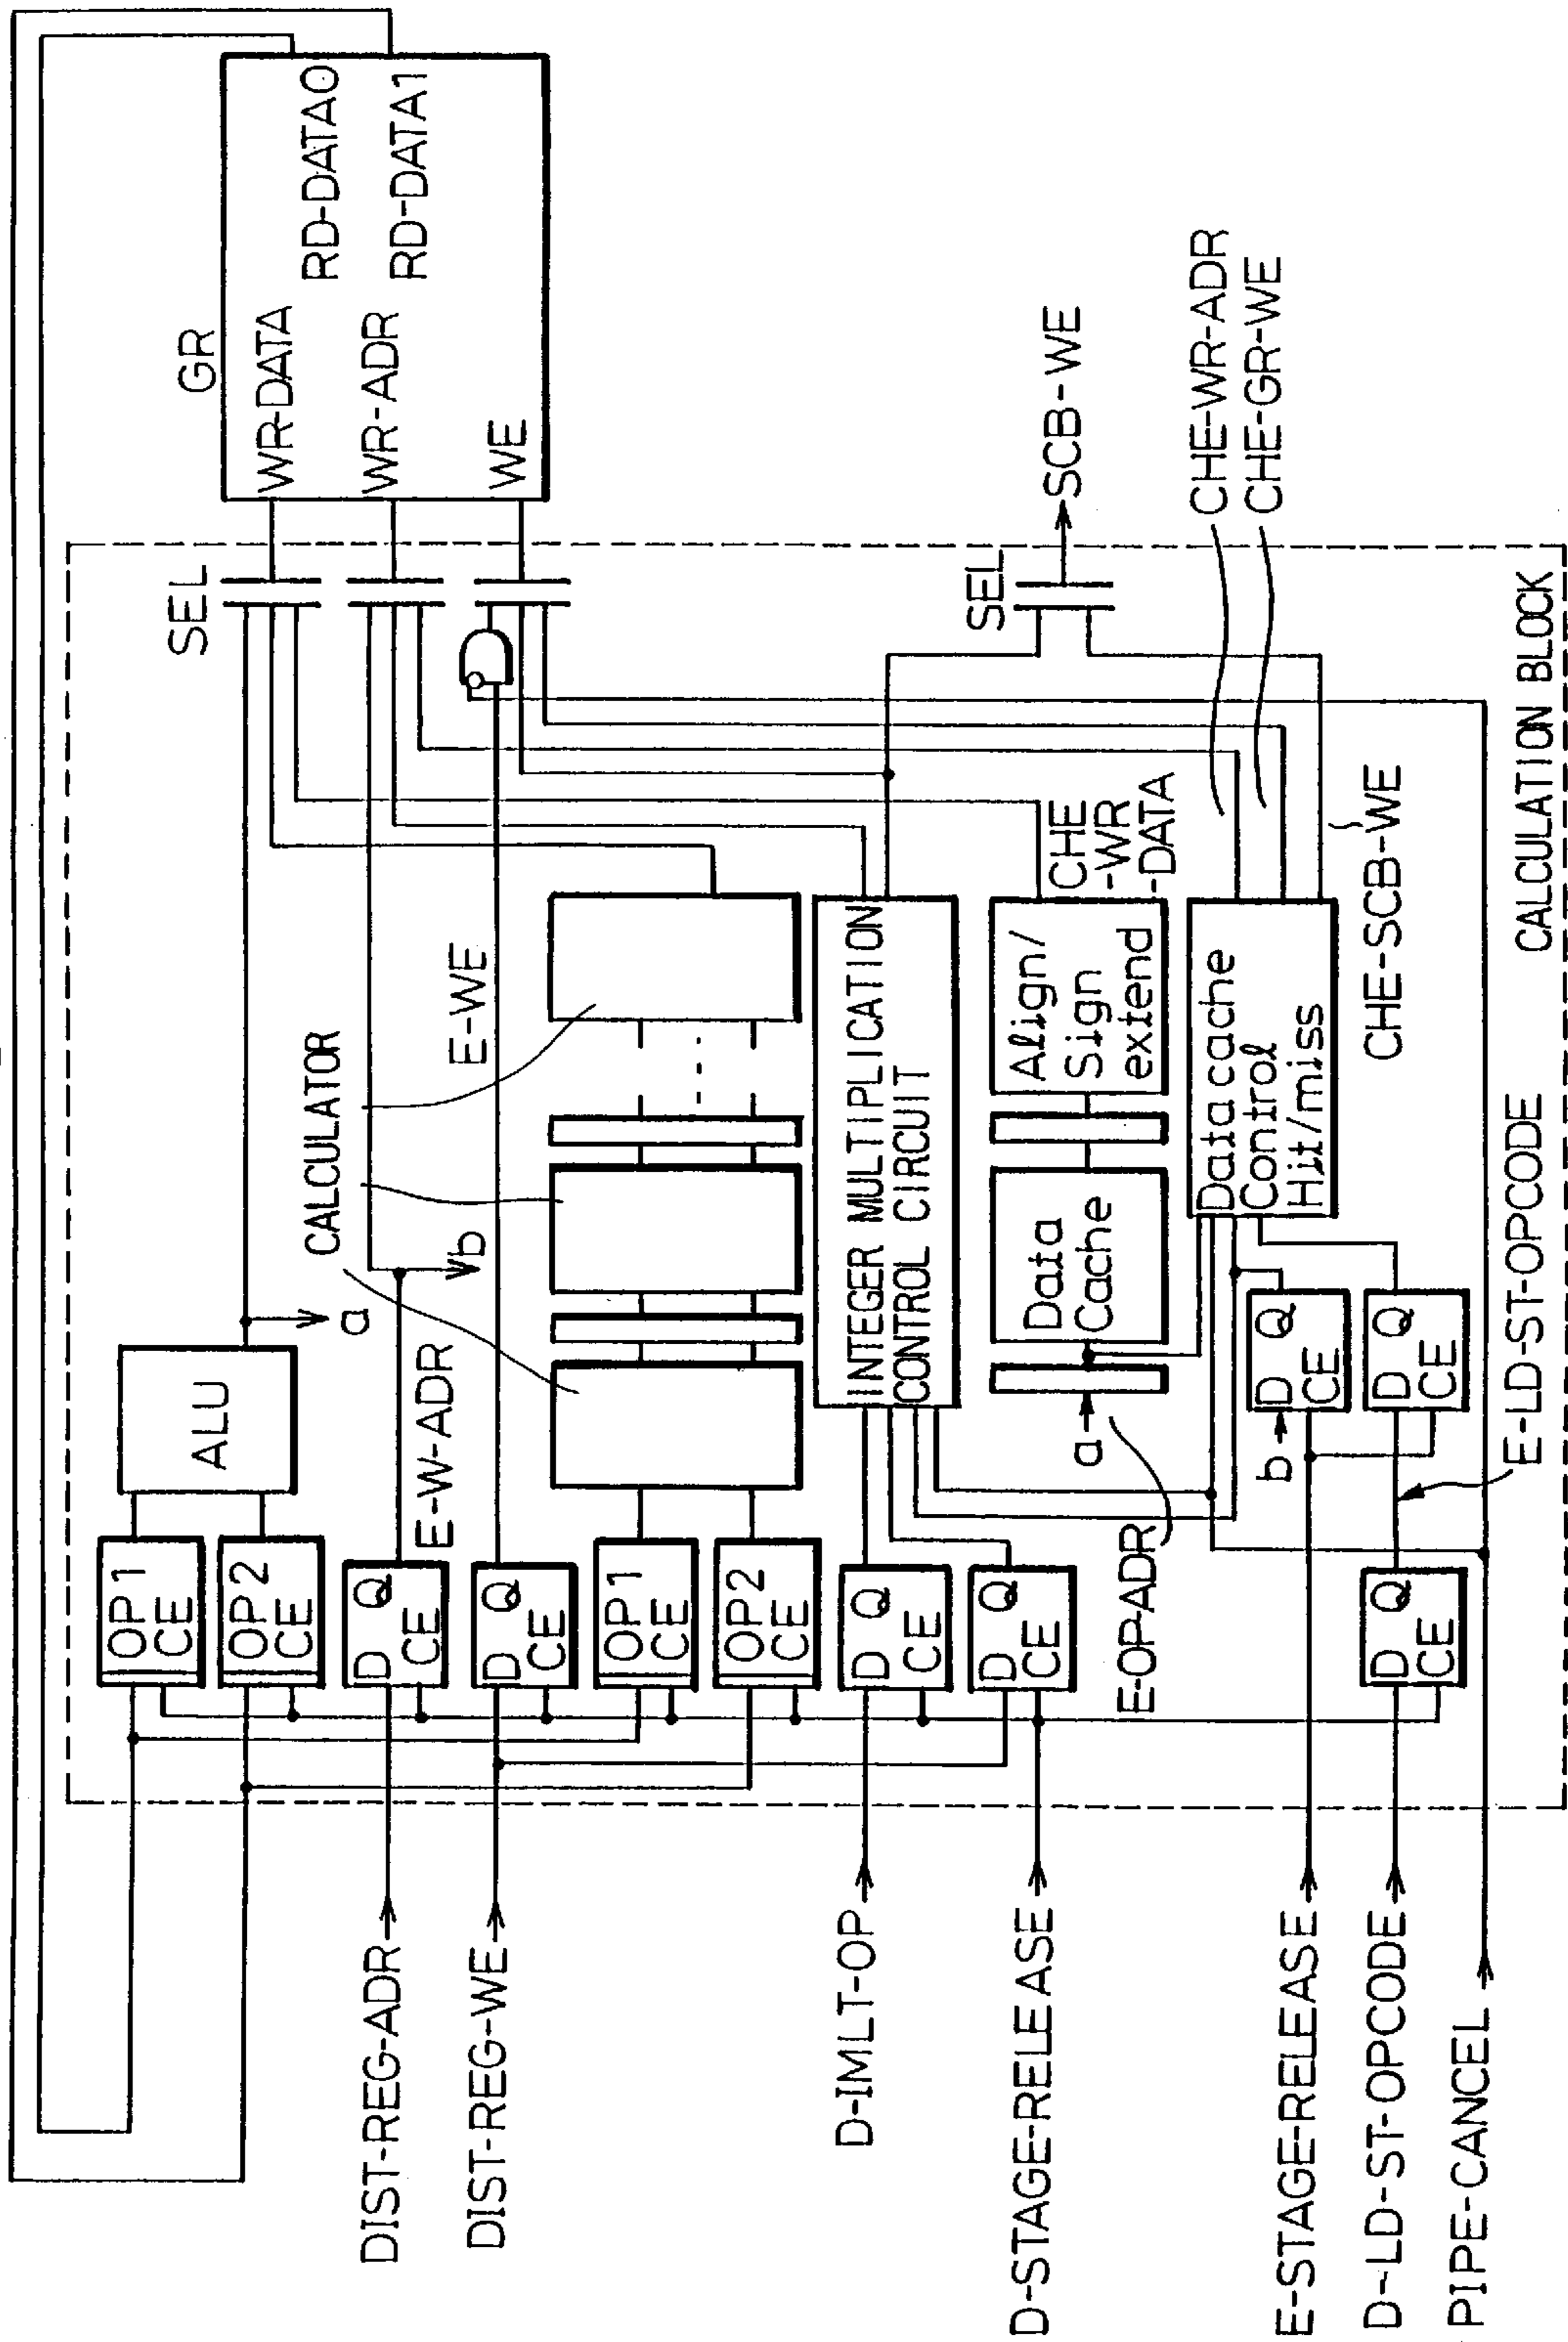 GR
WR-DATA
RD-DATA0
WR-ADR
RD-DATA1
WE
SEL
ALU
a
OP1
CE
OP2
CE
E-W-ADR
D Q
CE
b
CALCULATOR
E-WE
D Q
CE
OP1
CE
OP2
CE
INTEGER MULTIPLICATION
CONTROL CIRCUIT
D Q
CE
D Q
CE
SEL
SCB-WE
a
E-OP-ADR
Data
Cache
Align/
Sign
extend
CHE
-WR
-DATA
CHE-WR-ADR
CHE-GR-WE
Data cache
Control
Hit/miss
CHE-SCB-WE
b
D Q
CE
D Q
CE
D Q
CE
E-LD-ST-OPCODE
CALCULATION BLOCK
DIST-REG-ADR
DIST-REG-WE
D-IMLT-OP
D-STAGE-RELEASE
E-STAGE-RELEASE
D-LD-ST-OPCODE
PIPE-CANCEL